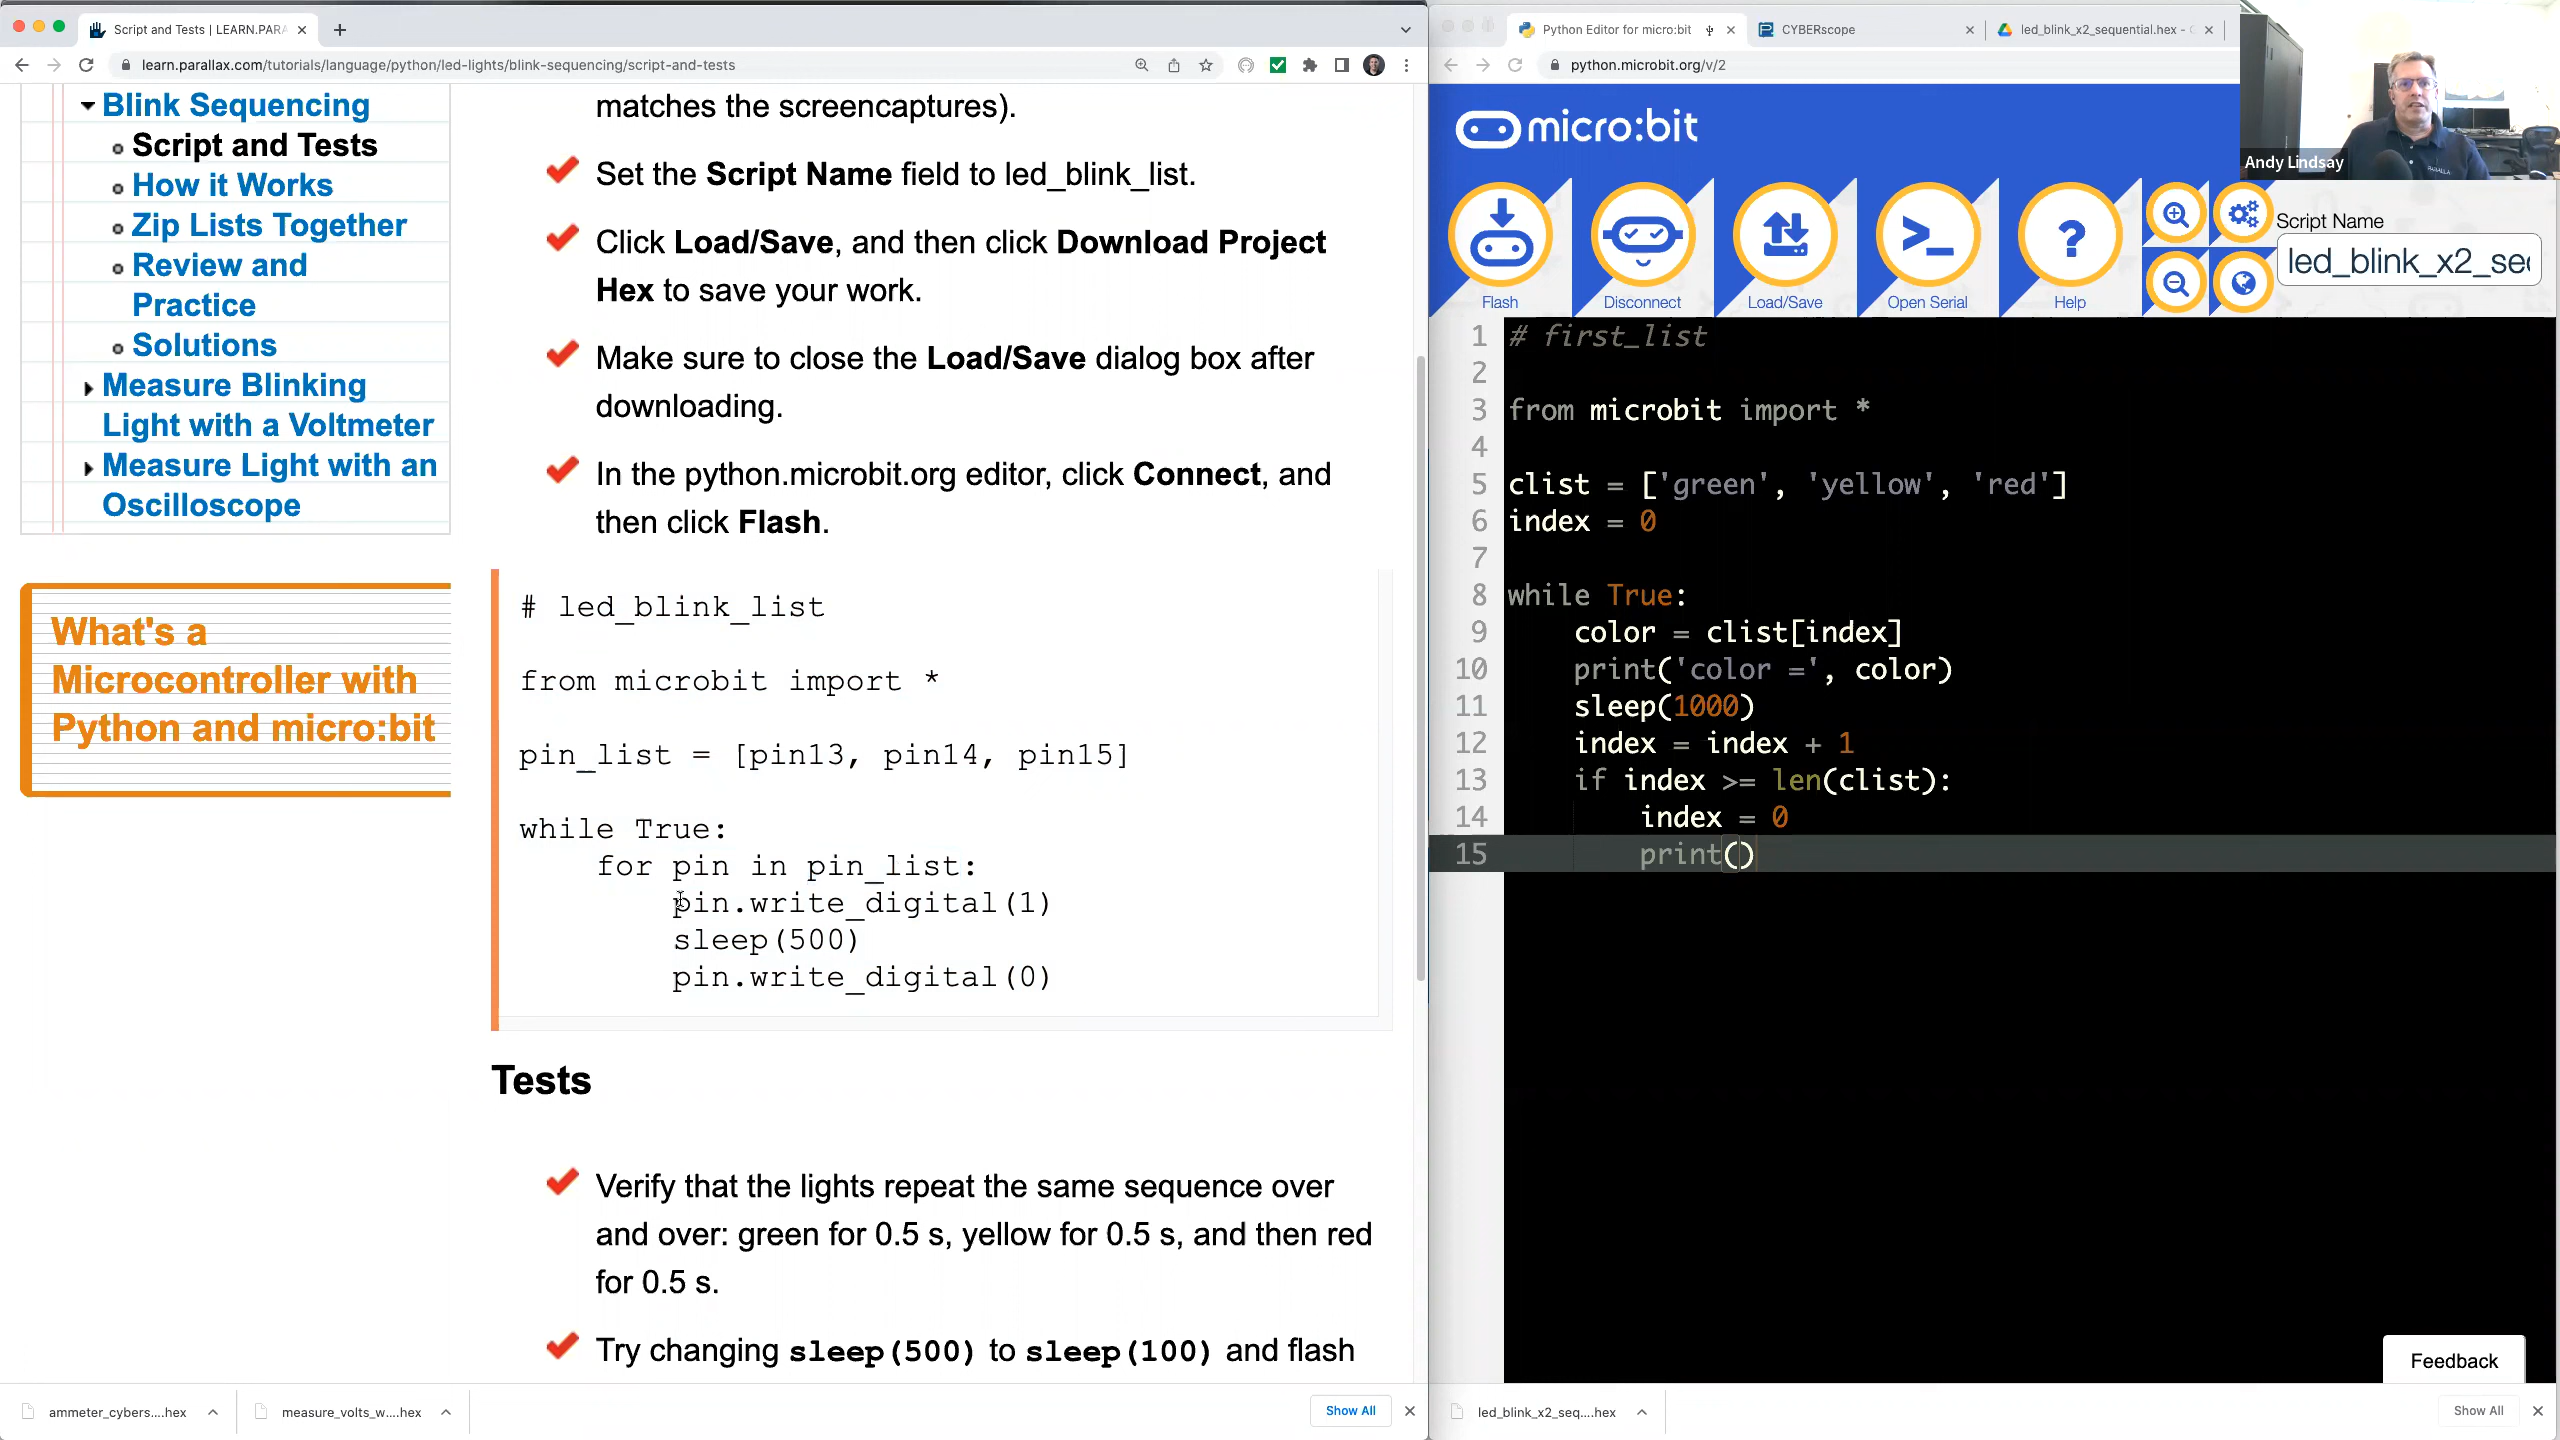 Script and Tests | LEARN.PARA
learn.parallax.com/tutorials/language/python/led-lights/blink-sequencing/script-and-tests
Blink Sequencing
Script and Tests
How it Works
Zip Lists Together
Review and
Practice
Solutions
Measure Blinking
Light with a Voltmeter
Measure Light with an
Oscilloscope
What's a
Microcontroller with
Python and micro:bit
matches the screencaptures).
Set the Script Name field to led_blink_list.
Click Load/Save, and then click Download Project
Hex to save your work.
Make sure to close the Load/Save dialog box after
downloading.
In the python.microbit.org editor, click Connect, and
then click Flash.
# led_blink_list
from microbit import *
pin_list = [pin13, pin14, pin15]
while True:
for pin in pin_list:
pin.write_digital(1)
sleep(500)
pin.write_digital(0)
Tests
Verify that the lights repeat the same sequence over
and over: green for 0.5 s, yellow for 0.5 s, and then red
for 0.5 s.
Try changing sleep(500) to sleep(100) and flash
ammeter_cybers....hex
measure_volts_w....hex
Show All
Python Editor for micro:bit
CYBERscope
led_blink_x2_sequential.hex -
python.microbit.org/v/2
Andy Lindsay
micro:bit
Flash
Disconnect
Load/Save
Open Serial
Help
Script Name
led_blink_x2_se
1 # first_list
2
3 from microbit import *
4
5 clist = ['green', 'yellow', 'red']
6 index = 0
7
8 while True:
9 color = clist[index]
10 print('color =', color)
11 sleep(1000)
12 index = index + 1
13 if index >= len(clist):
14 index = 0
15 print()
Feedback
led_blink_x2_seq....hex
Show All